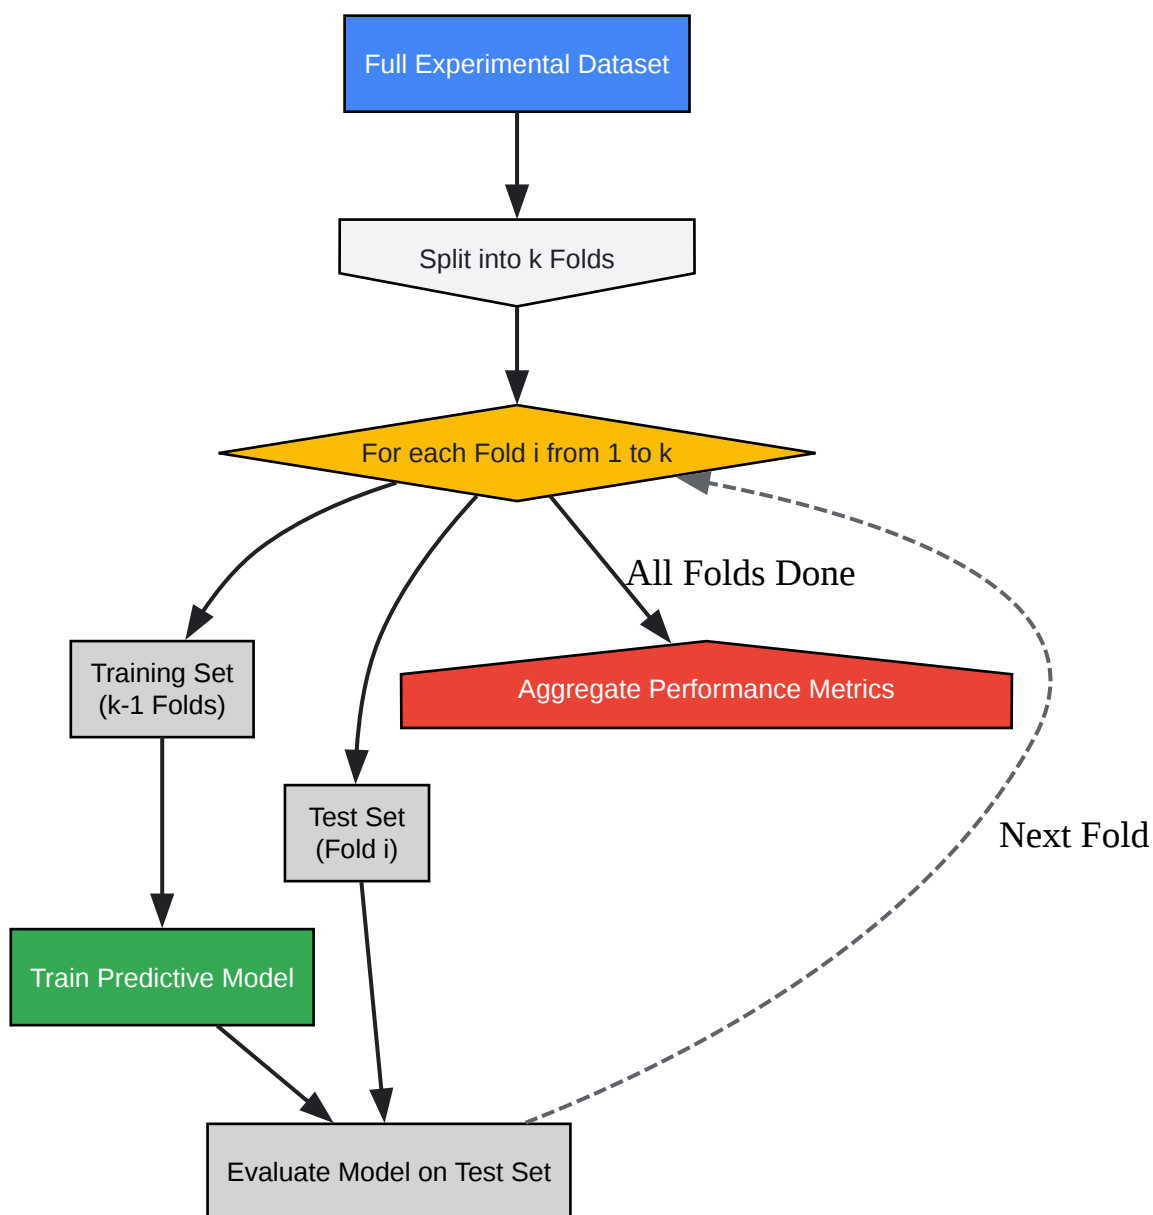 Full Experimental Dataset
Split into k Folds
For each Fold i from 1 to k
All Folds Done
Training Set
(k-1 Folds)
Aggregate Performance Metrics
Test Set
(Fold i)
Next Fold
Train Predictive Model
Evaluate Model on Test Set